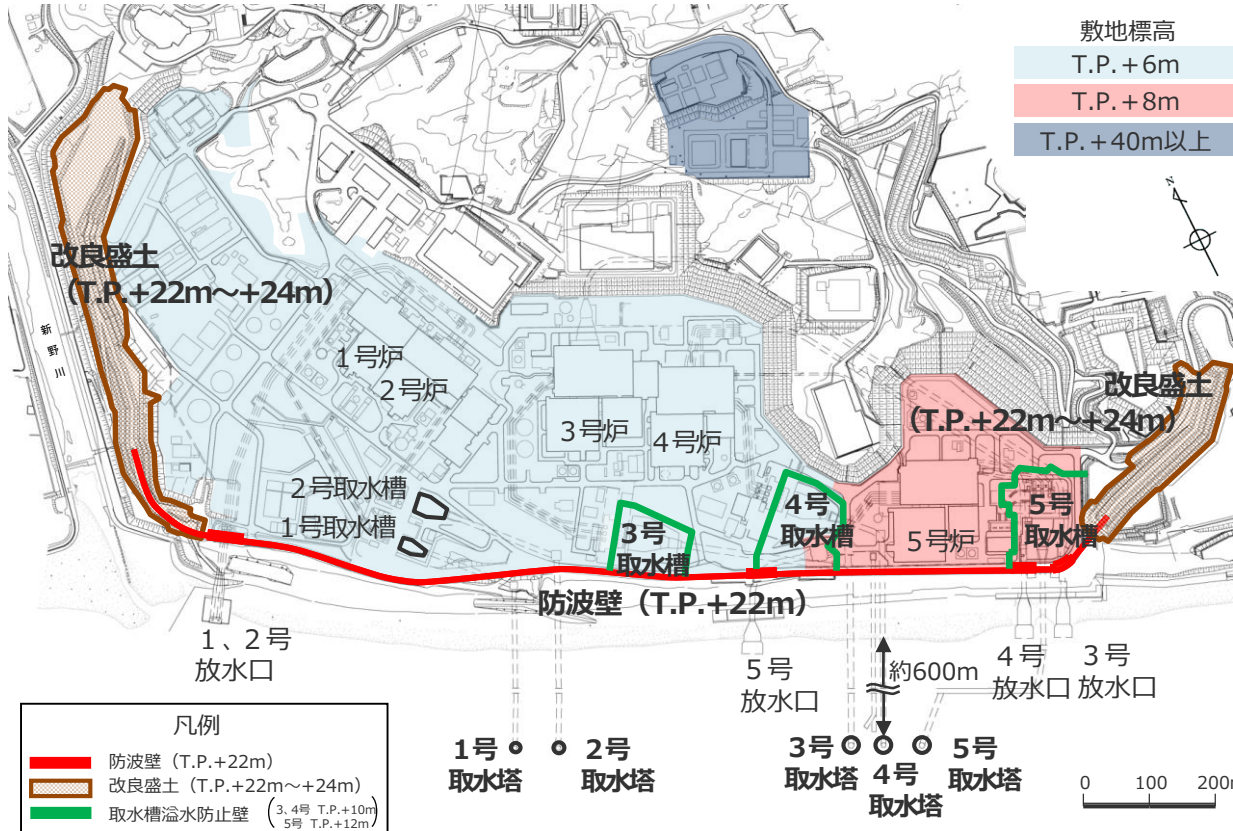 敷地標高
T.P.+6m
T.P.+8m
T.P.+40m以上
N
改良盛土
(T.P.+22m～+24m)
新野川
1号炉
2号炉
3号炉
4号炉
改良盛土
(T.P.+22m～+24m)
2号取水槽
1号取水槽
3号
取水槽
4号
取水槽
5号炉
5号
取水槽
防波壁（T.P.+22m）
1、2号
放水口
5号
放水口
約600m
4号
放水口
3号
放水口
1号
取水塔
2号
取水塔
3号
取水塔
4号
取水塔
5号
取水塔
0 100 200m
凡例
防波壁（T.P.+22m）
改良盛土（T.P.+22m～+24m）
取水槽溢水防止壁
(3、4号 T.P.+10m
5号 T.P.+12m)